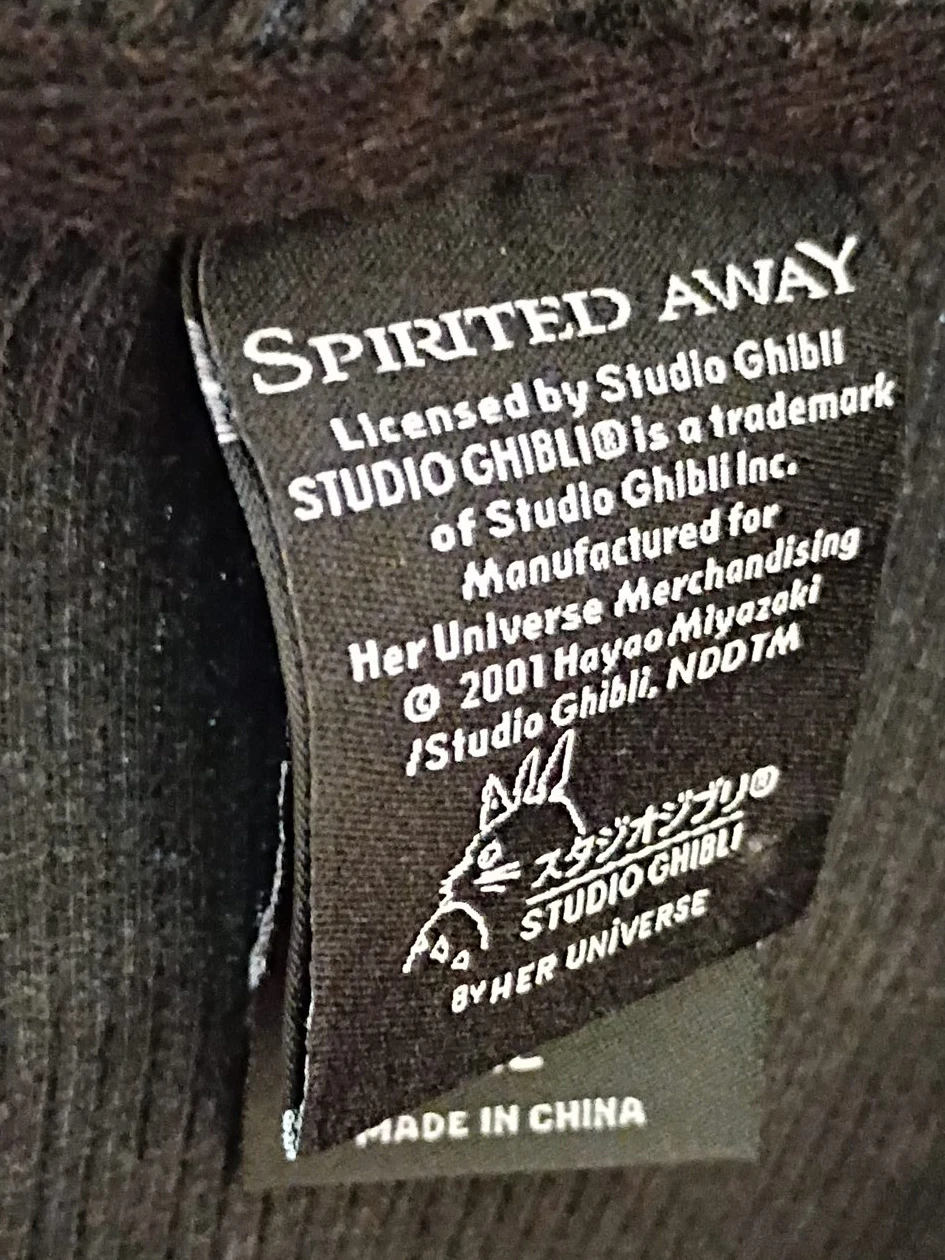 SPIRITED AWAY
Licensed by Studio Ghibli
STUDIO GHIBLI® is a trademark
of Studio Ghibli Inc.
Manufactured for
Her Universe Merchandising
© 2001 Hayao Miyazaki
/Studio Ghibli, NDDTM
スタジオジブリ®
STUDIO GHIBLI
BY HER UNIVERSE
MADE IN CHINA